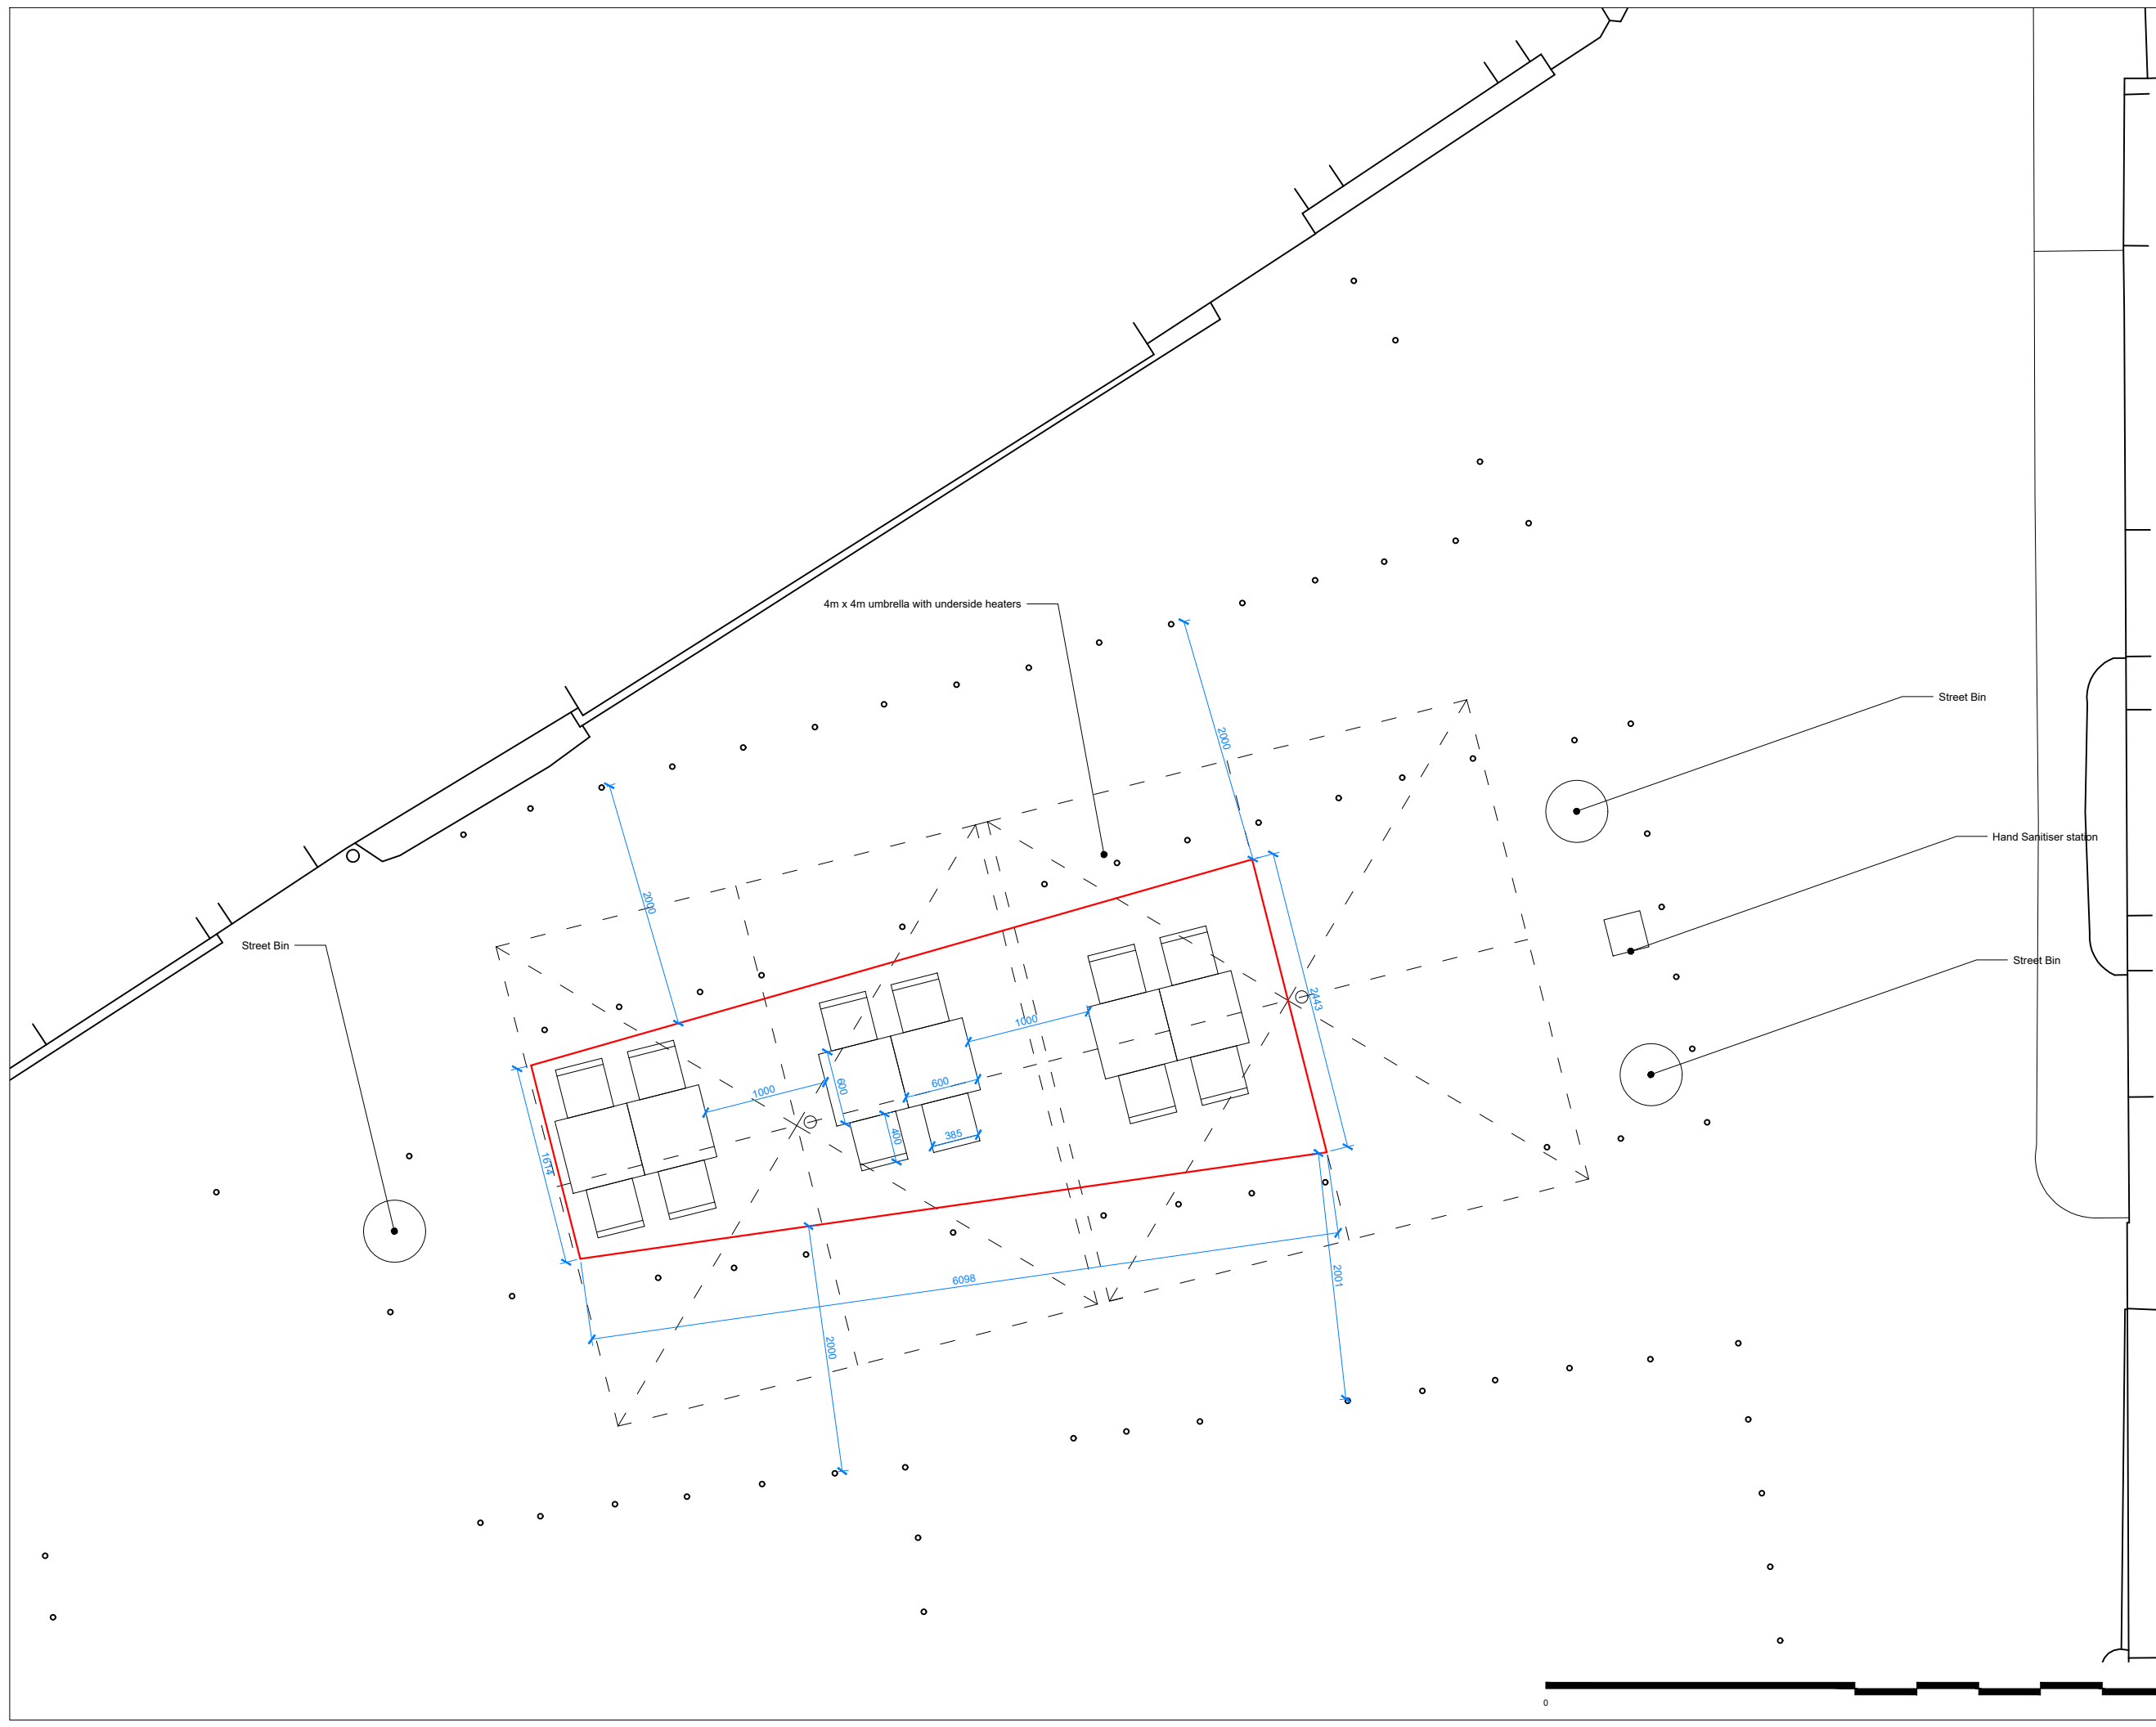 4m x 4m umbrella with underside heaters
2000
Street Bin
2000
Hand Sanitiser station
Street Bin
Street Bin
2443
1000
1000
600
600
400
385
1614
6098
2001
2000
0